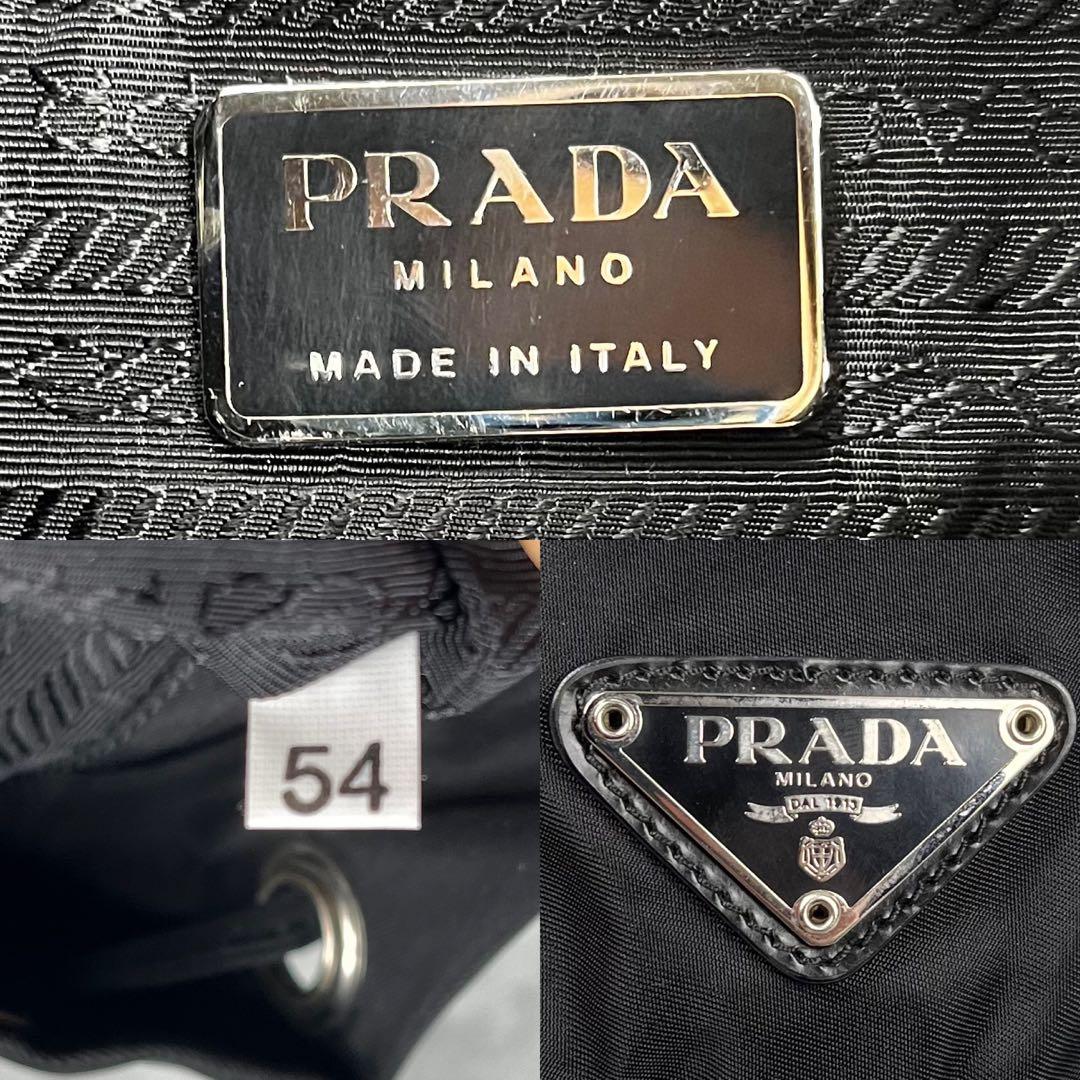 PRADA
MILANO
MADE IN ITALY
54
PRADA
MILANO
DAL 1913